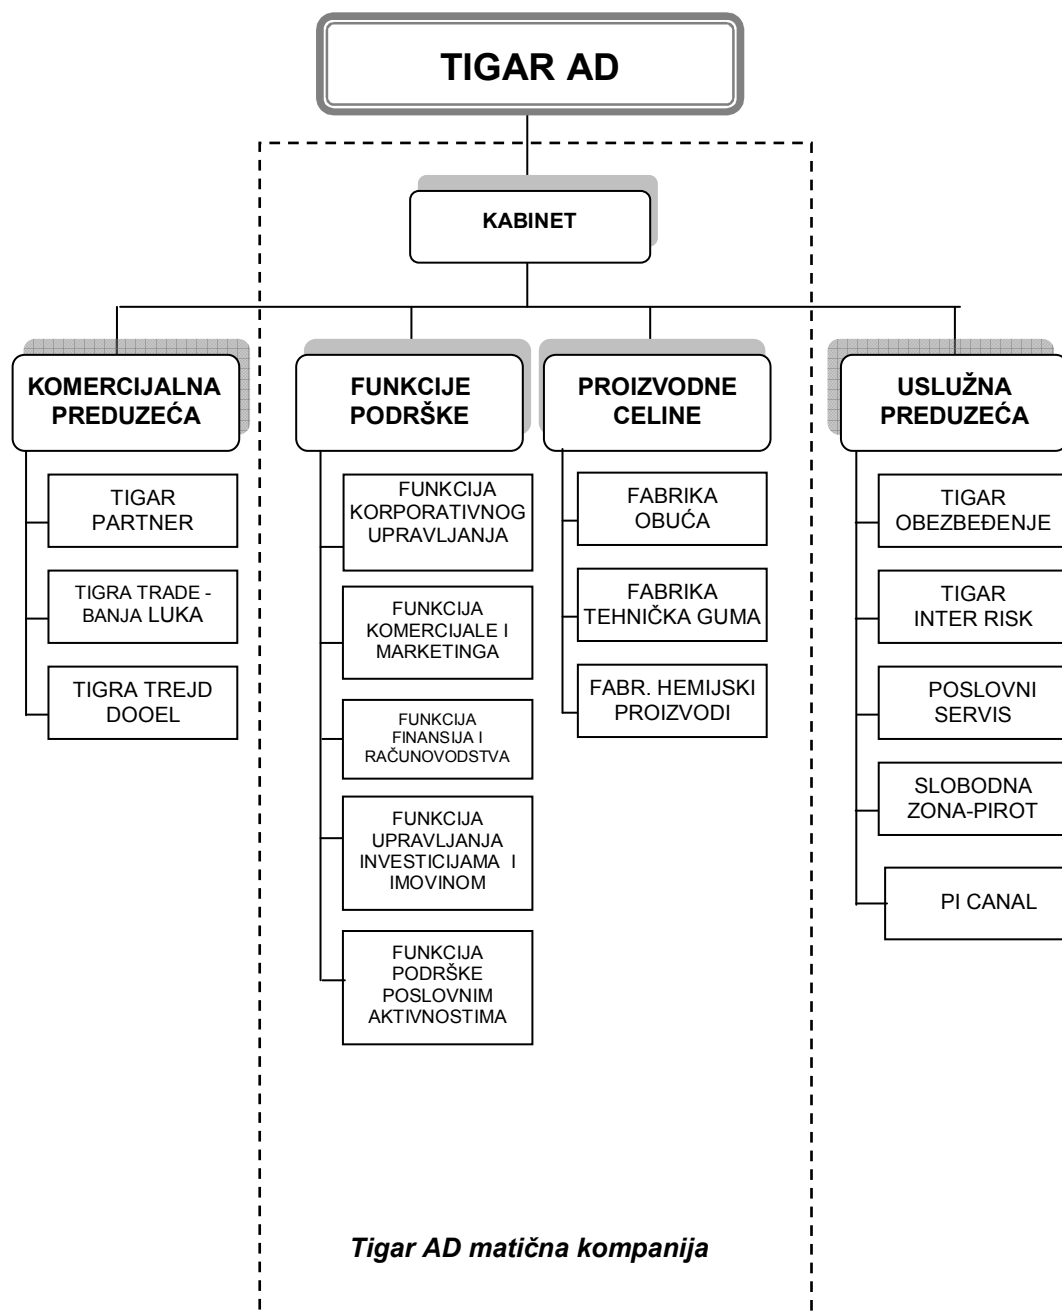 TIGAR AD
KABINET
KOMERCIJALNA
PREDUZEĆA
TIGAR
PARTNER
TIGRA TRADE -
BANJA LUKA
TIGRA TREJD
DOOEL
FUNKCIJE
PODRŠKE
FUNKCIJA
KORPORATIVNOG
UPRAVLJANJA
FUNKCIJA
KOMERCIJALE I
MARKETINGA
FUNKCIJA
FINANSIJA I
RAČUNOVODSTVA
FUNKCIJA
UPRAVLJANJA
INVESTICIJAMA I
IMOVINOM
FUNKCIJA
PODRŠKE
POSLOVNIM
AKTIVNOSTIMA
PROIZVODNE
CELINE
FABRIKA
OBUĆA
FABRIKA
TEHNIČKA GUMA
FABR. HEMIJSKI
PROIZVODI
USLUŽNA
PREDUZEĆA
TIGAR
OBEZBEĐENJE
TIGAR
INTER RISK
POSLOVNI
SERVIS
SLOBODNA
ZONA-PIROT
PI CANAL
Tigar AD matična kompanija